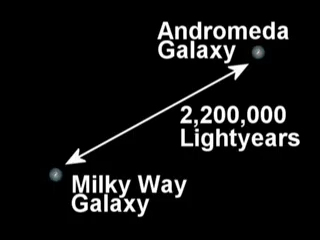 Andromeda
Galaxy
2,200,000
Lightyears
Milky Way
Galaxy